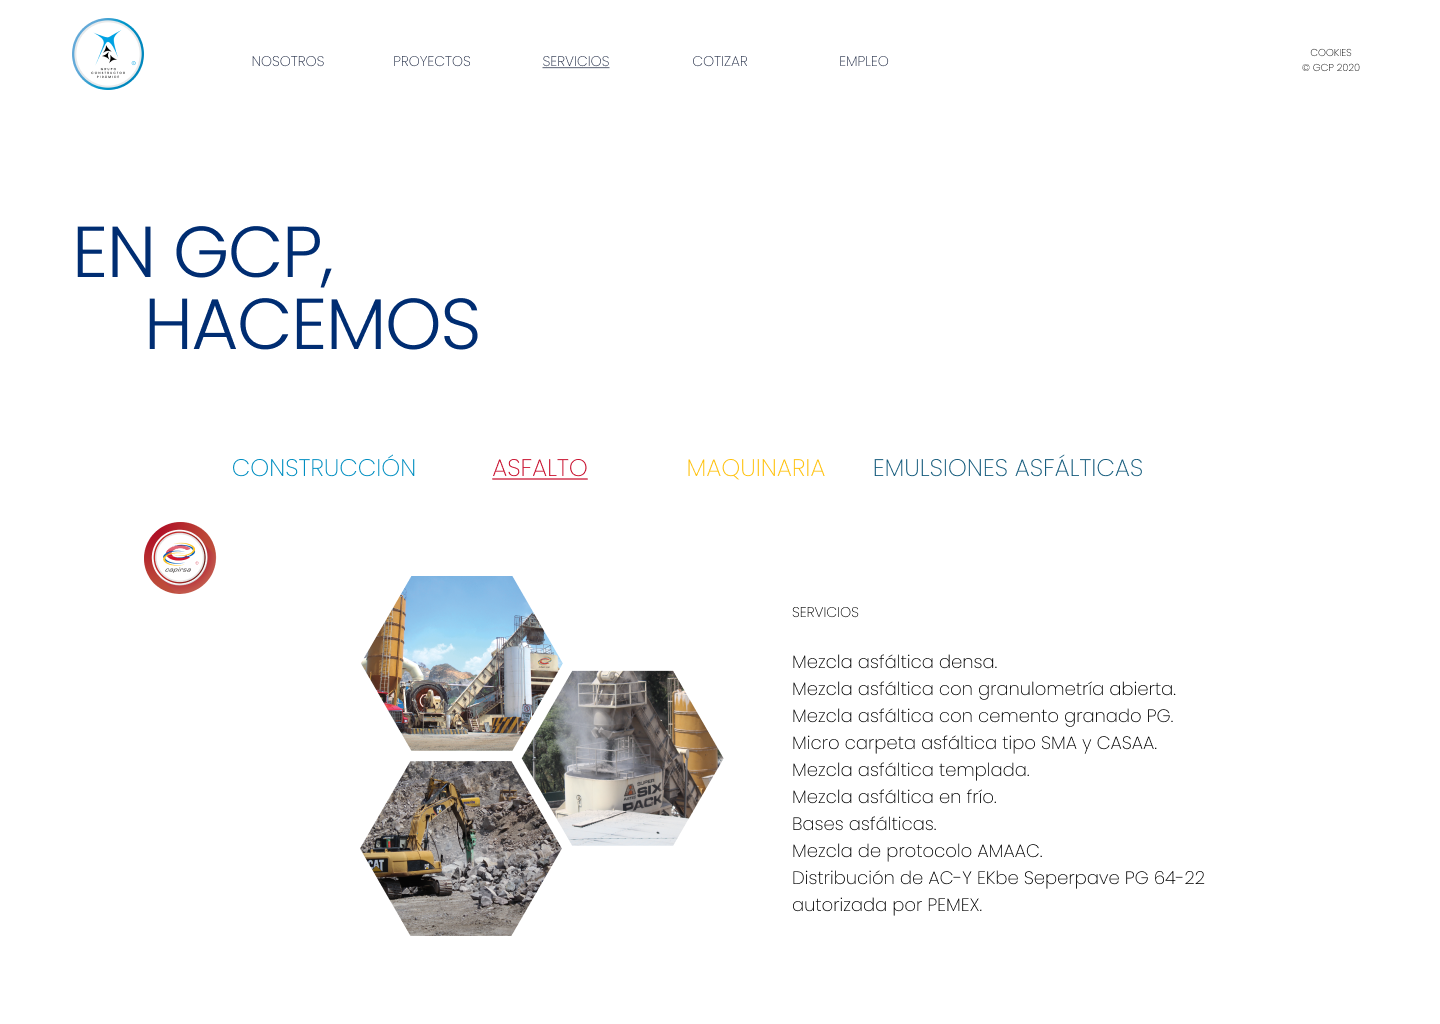 GRUPO
CONSTRUCTOR
PIRÁMIDE
NOSOTROS
PROYECTOS
SERVICIOS
COTIZAR
EMPLEO
COOKIES
© GCP 2020
EN GCP,
HACEMOS
CONSTRUCCIÓN
ASFALTO
MAQUINARIA
EMULSIONES ASFÁLTICAS
capirsa
SERVICIOS
Mezcla asfáltica densa.
Mezcla asfáltica con granulometría abierta.
Mezcla asfáltica con cemento granado PG.
Micro carpeta asfáltica tipo SMA y CASAA.
Mezcla asfáltica templada.
Mezcla asfáltica en frío.
Bases asfálticas.
Mezcla de protocolo AMAAC.
Distribución de AC-Y EKbe Seperpave PG 64-22
autorizada por PEMEX.
SUPER
SIX
PACK
CAT